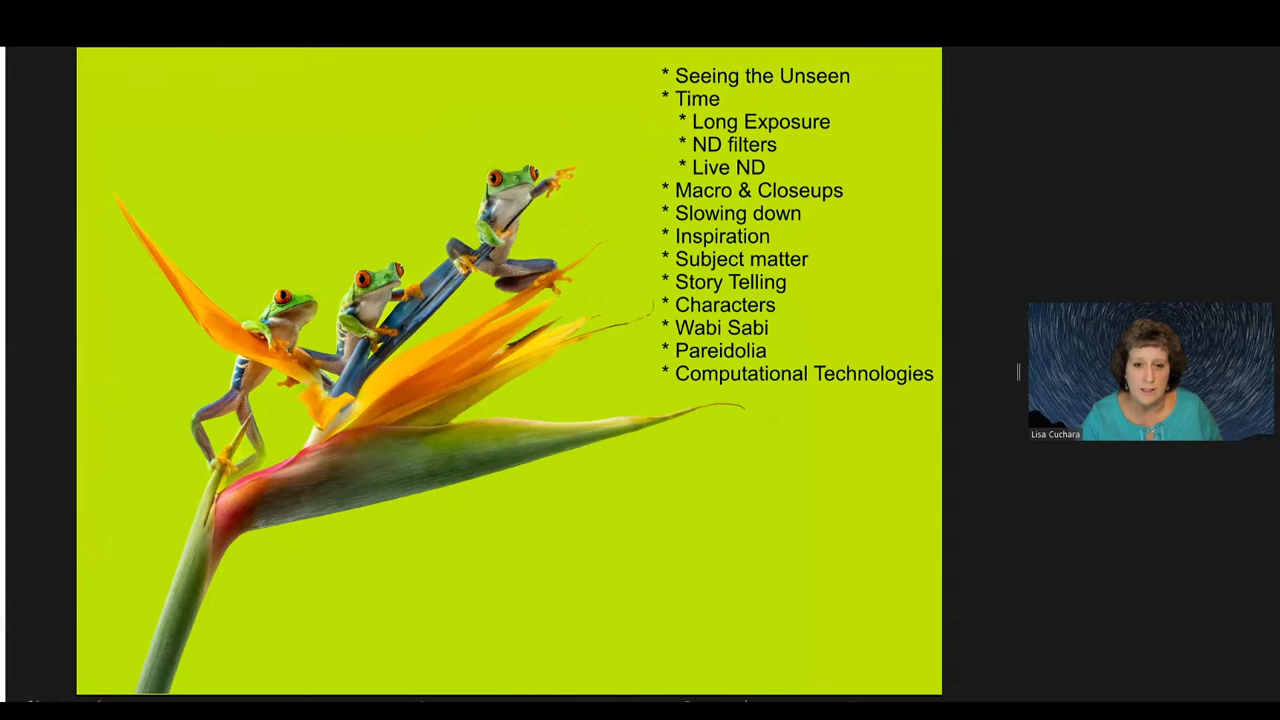 * Seeing the Unseen
* Time
* Long Exposure
* ND filters
* Live ND
* Macro & Closeups
* Slowing down
* Inspiration
* Subject matter
* Story Telling
* Characters
* Wabi Sabi
* Pareidolia
* Computational Technologies
Lisa Cuchara